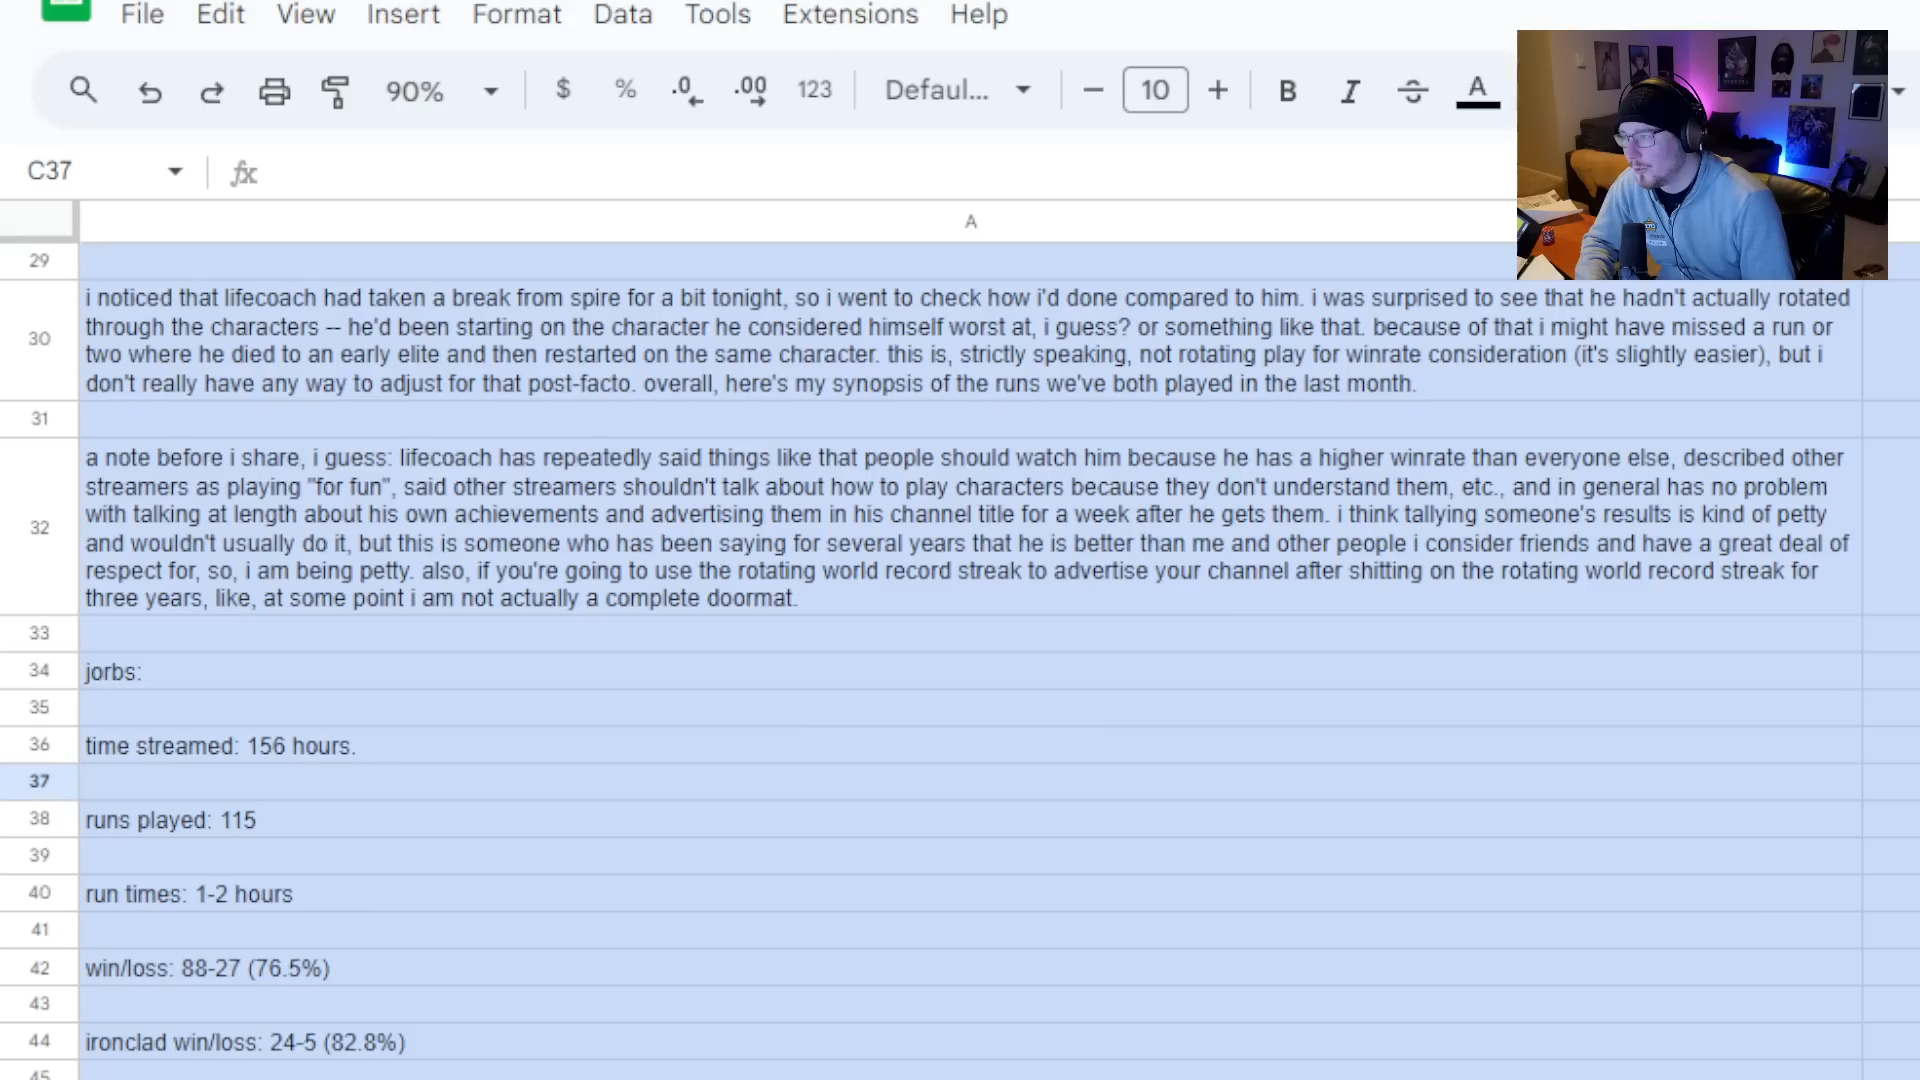 File Edit View Insert Format Data Tools Extensions Help
90% $ % .0 .00 123 Defaul... 10 B I A
C37 fx
A
29
30 i noticed that lifecoach had taken a break from spire for a bit tonight, so i went to check how i'd done compared to him. i was surprised to see that he hadn't actually rotated
through the characters -- he'd been starting on the character he considered himself worst at, i guess? or something like that. because of that i might have missed a run or
two where he died to an early elite and then restarted on the same character. this is, strictly speaking, not rotating play for winrate consideration (it's slightly easier), but i
don't really have any way to adjust for that post-facto. overall, here's my synopsis of the runs we've both played in the last month.
31
32 a note before i share, i guess: lifecoach has repeatedly said things like that people should watch him because he has a higher winrate than everyone else, described other
streamers as playing "for fun", said other streamers shouldn't talk about how to play characters because they don't understand them, etc., and in general has no problem
with talking at length about his own achievements and advertising them in his channel title for a week after he gets them. i think tallying someone's results is kind of petty
and wouldn't usually do it, but this is someone who has been saying for several years that he is better than me and other people i consider friends and have a great deal of
respect for, so, i am being petty. also, if you're going to use the rotating world record streak to advertise your channel after shitting on the rotating world record streak for
three years, like, at some point i am not actually a complete doormat.
33
34 jorbs:
35
36 time streamed: 156 hours.
37
38 runs played: 115
39
40 run times: 1-2 hours
41
42 win/loss: 88-27 (76.5%)
43
44 ironclad win/loss: 24-5 (82.8%)
45